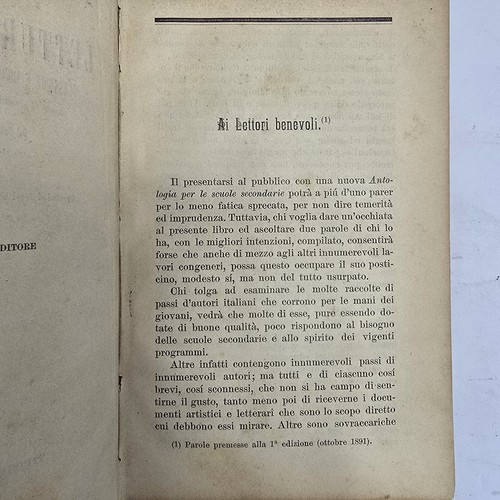 DITORE
Ai Lettori benevoli.(1)
Il presentarsi al pubblico con una nuova Anto-
logia per le scuole secondarie potrà a piú d'uno parer
per lo meno fatica sprecata, per non dire temerità
ed imprudenza. Tuttavia, chi voglia dare un'occhiata
al presente libro ed ascoltare due parole di chi lo
ha, con le migliori intenzioni, compilato, consentirà
forse che anche di mezzo agli altri innumerevoli la-
vori congeneri, possa questo occupare il suo posti-
cino, modesto sí, ma non del tutto usurpato.
Chi tolga ad esaminare le molte raccolte di
passi d'autori italiani che corrono per le mani dei
giovani, vedrà che molte di esse, pure essendo do-
tate di buone qualità, poco rispondono al bisogno
delle scuole secondarie e allo spirito dei vigenti
programmi.
Altre infatti contengono innumerevoli passi di
innumerevoli autori; ma tutti e di ciascuno cosí
brevi, cosí sconnessi, che non si ha campo di sen-
tirne il gusto, tanto meno poi di riceverne i docu-
menti artistici e letterari che sono lo scopo diretto
cui debbono essi mirare. Altre sono sovraccariche
(1) Parole premesse alla 1ª edizione (ottobre 1891).